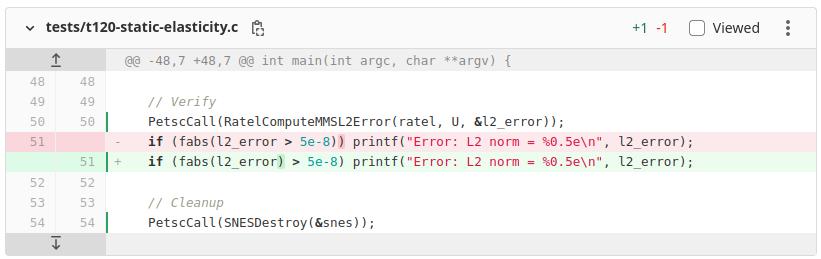 tests/t120-static-elasticity.c +1 -1 Viewed
@@ -48,7 +48,7 @@ int main(int argc, char **argv) {
48 48
49 49 // Verify
50 50 PetscCall(RatelComputeMMSL2Error(ratel, U, &l2_error));
51 - if (fabs(l2_error > 5e-8)) printf("Error: L2 norm = %0.5e\n", l2_error);
51 + if (fabs(l2_error) > 5e-8) printf("Error: L2 norm = %0.5e\n", l2_error);
52 52
53 53 // Cleanup
54 54 PetscCall(SNESDestroy(&snes));